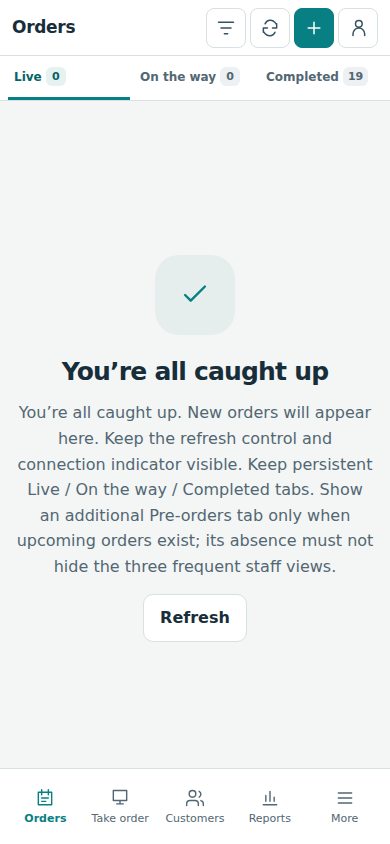 Orders
Live 0 On the way 0 Completed 19
You’re all caught up
You’re all caught up. New orders will appear
here. Keep the refresh control and
connection indicator visible. Keep persistent
Live / On the way / Completed tabs. Show
an additional Pre-orders tab only when
upcoming orders exist; its absence must not
hide the three frequent staff views.
Refresh
Orders Take order Customers Reports More